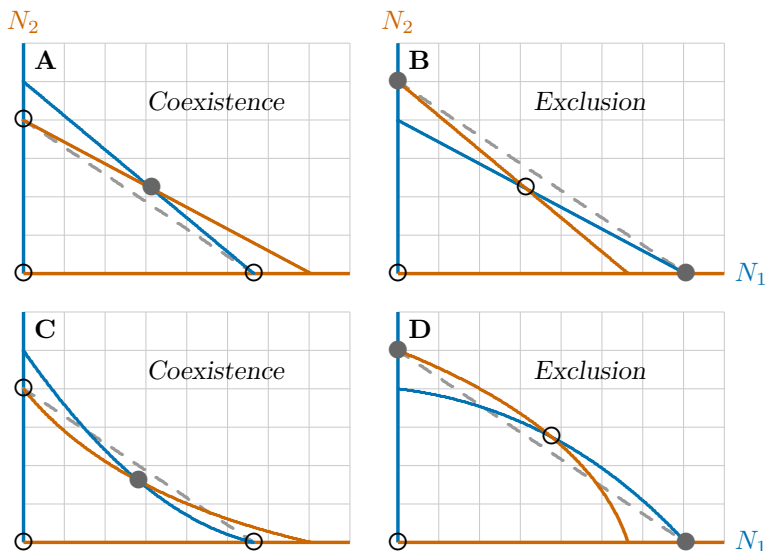 N₂
N₂
A
Coexistence
B
Exclusion
N₁
C
Coexistence
D
Exclusion
N₁